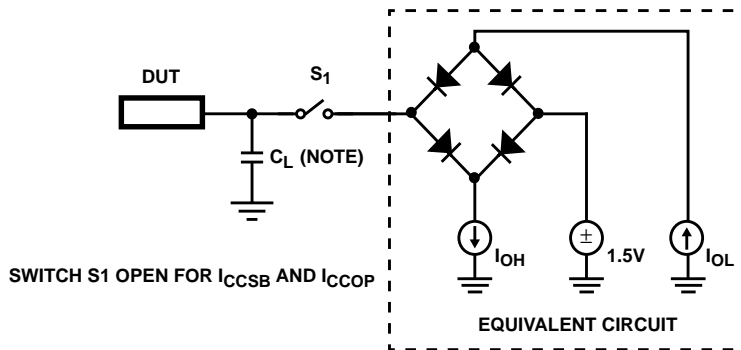 DUT
S1
CL (NOTE)
IOH
±
1.5V
IOL
SWITCH S1 OPEN FOR ICCSB AND ICCOP
EQUIVALENT CIRCUIT